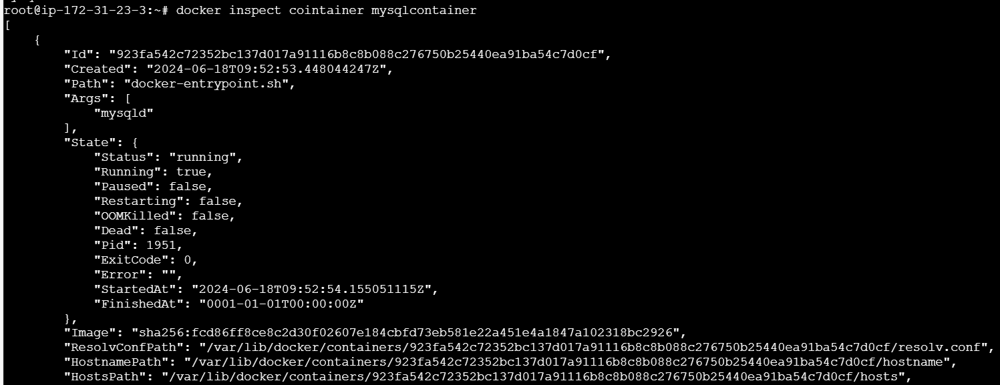 root@ip-172-31-23-3:~# docker inspect cointainer mysqlcontainer
[
    {
        "Id": "923fa542c72352bc137d017a91116b8c8b088c276750b25440ea91ba54c7d0cf",
        "Created": "2024-06-18T09:52:53.448044247Z",
        "Path": "docker-entrypoint.sh",
        "Args": [
            "mysqld"
        ],
        "State": {
            "Status": "running",
            "Running": true,
            "Paused": false,
            "Restarting": false,
            "OOMKilled": false,
            "Dead": false,
            "Pid": 1951,
            "ExitCode": 0,
            "Error": "",
            "StartedAt": "2024-06-18T09:52:54.155051115Z",
            "FinishedAt": "0001-01-01T00:00:00Z"
        },
        "Image": "sha256:fcd86ff8ce8c2d30f02607e184cbfd73eb581e22a451e4a1847a102318bc2926",
        "ResolvConfPath": "/var/lib/docker/containers/923fa542c72352bc137d017a91116b8c8b088c276750b25440ea91ba54c7d0cf/resolv.conf",
        "HostnamePath": "/var/lib/docker/containers/923fa542c72352bc137d017a91116b8c8b088c276750b25440ea91ba54c7d0cf/hostname",
        "HostsPath": "/var/lib/docker/containers/923fa542c72352bc137d017a91116b8c8b088c276750b25440ea91ba54c7d0cf/hosts",